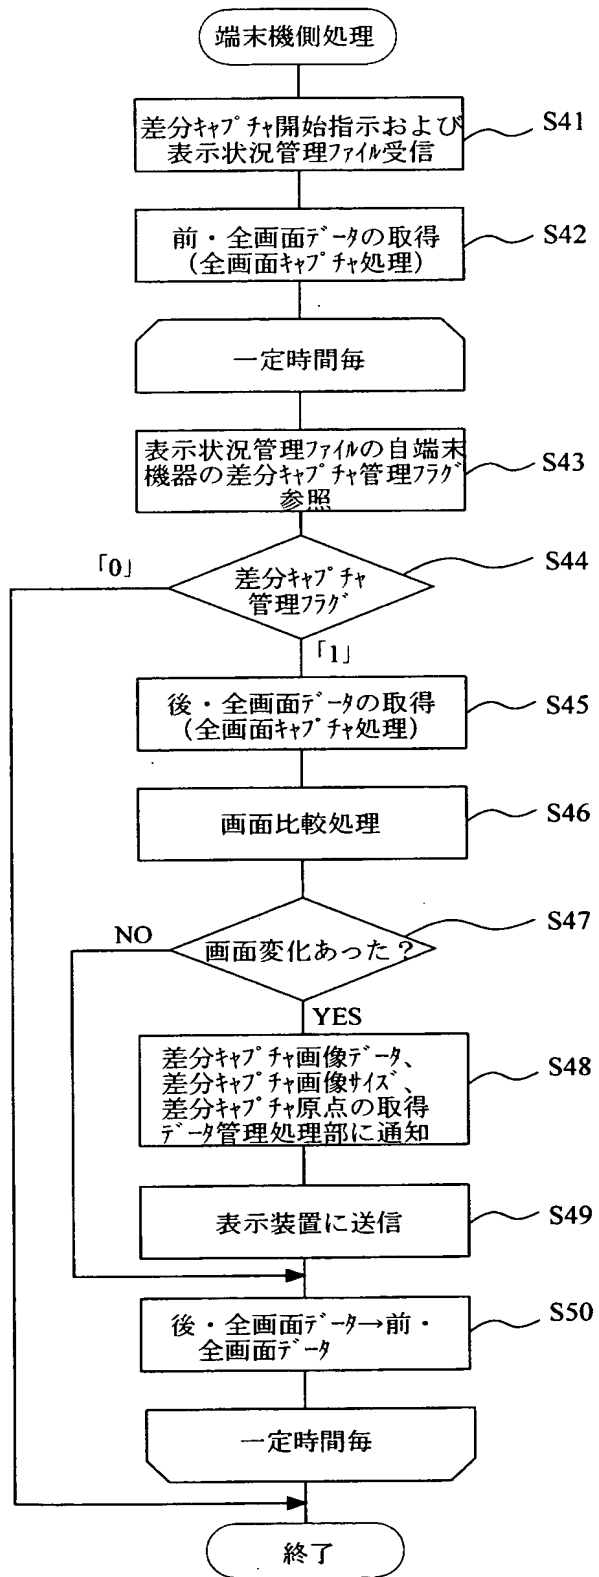 端末機側処理
差分ｷｬﾌﾟﾁｬ開始指示および
表示状況管理ﾌｧｲﾙ受信
S41
前・全画面ﾃﾞｰﾀの取得
(全画面ｷｬﾌﾟﾁｬ処理)
S42
一定時間毎
表示状況管理ﾌｧｲﾙの自端末
機器の差分ｷｬﾌﾟﾁｬ管理ﾌﾗｸﾞ
参照
S43
「0」
差分ｷｬﾌﾟﾁｬ
管理ﾌﾗｸﾞ
S44
「1」
後・全画面ﾃﾞｰﾀの取得
(全画面ｷｬﾌﾟﾁｬ処理)
S45
画面比較処理
S46
NO
画面変化あった？
S47
YES
差分ｷｬﾌﾟﾁｬ画像ﾃﾞｰﾀ、
差分ｷｬﾌﾟﾁｬ画像ｻｲｽﾞ、
差分ｷｬﾌﾟﾁｬ原点の取得
ﾃﾞｰﾀ管理処理部に通知
S48
表示装置に送信
S49
後・全画面ﾃﾞｰﾀ→前・
全画面ﾃﾞｰﾀ
S50
一定時間毎
終了